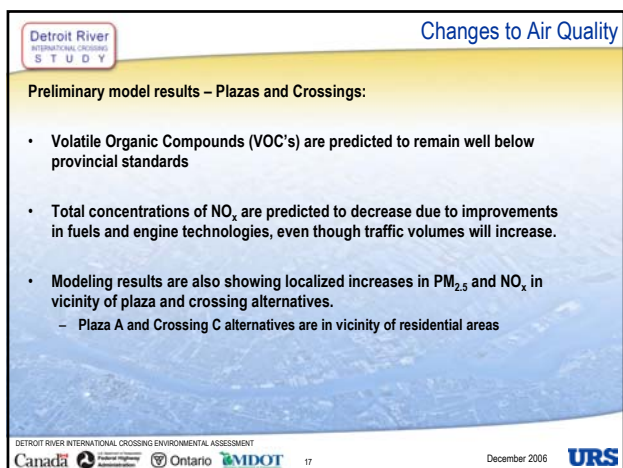 Detroit River
INTERNATIONAL CROSSING
S T U D Y
Changes to Air Quality
Preliminary model results – Plazas and Crossings:
• Volatile Organic Compounds (VOC's) are predicted to remain well below
provincial standards
• Total concentrations of NOx are predicted to decrease due to improvements
in fuels and engine technologies, even though traffic volumes will increase.
• Modeling results are also showing localized increases in PM2.5 and NOx in
vicinity of plaza and crossing alternatives.
– Plaza A and Crossing C alternatives are in vicinity of residential areas
DETROIT RIVER INTERNATIONAL CROSSING ENVIRONMENTAL ASSESSMENT
Canada Federal Highway Administration Ontario MDOT 17 December 2006 URS